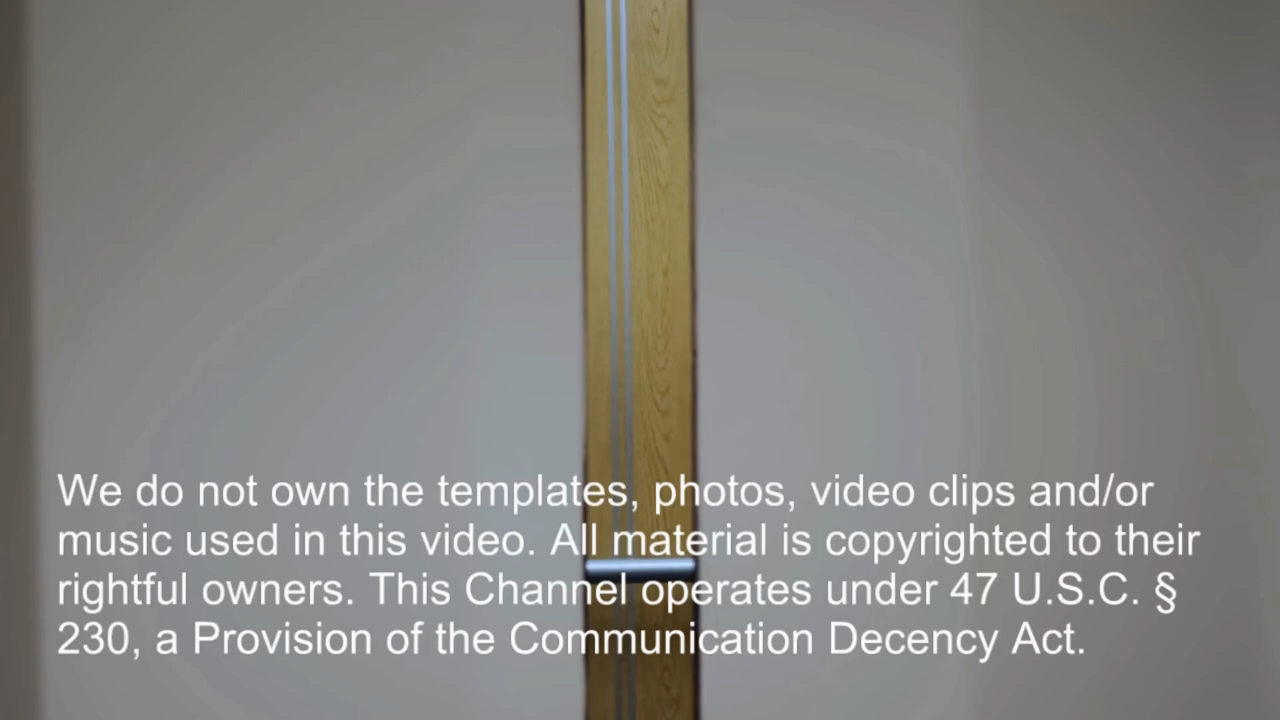 We do not own the templates, photos, video clips and/or
music used in this video. All material is copyrighted to their
rightful owners. This Channel operates under 47 U.S.C. §
230, a Provision of the Communication Decency Act.